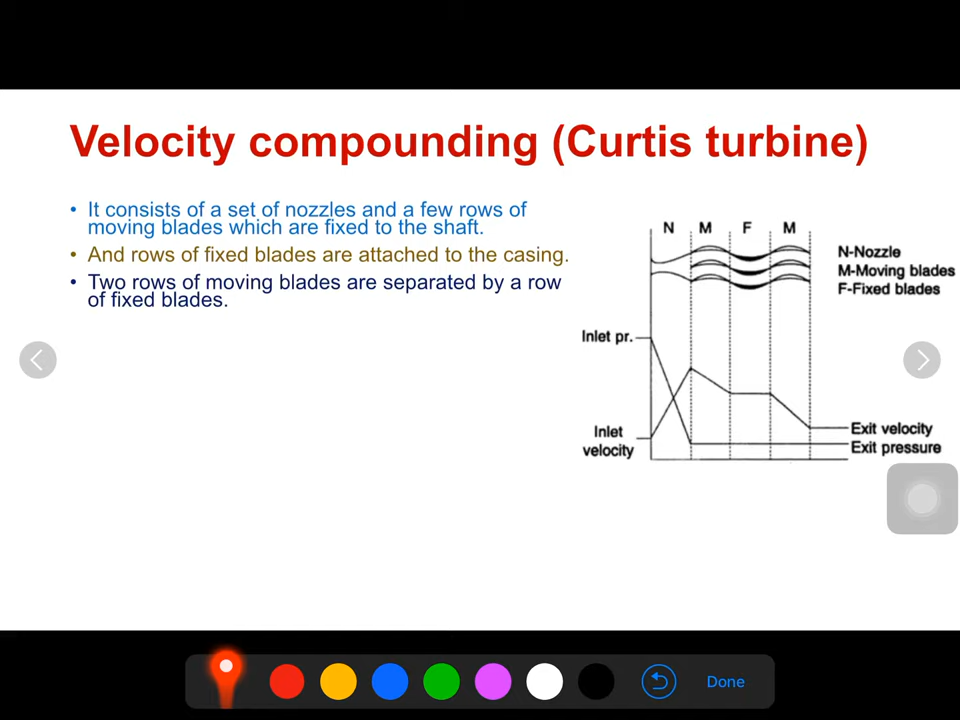 Velocity compounding (Curtis turbine)
• It consists of a set of nozzles and a few rows of
moving blades which are fixed to the shaft.
• And rows of fixed blades are attached to the casing.
• Two rows of moving blades are separated by a row
of fixed blades.
N M F M
N-Nozzle
M-Moving blades
F-Fixed blades
Inlet pr.
Inlet
velocity
Exit velocity
Exit pressure
Done